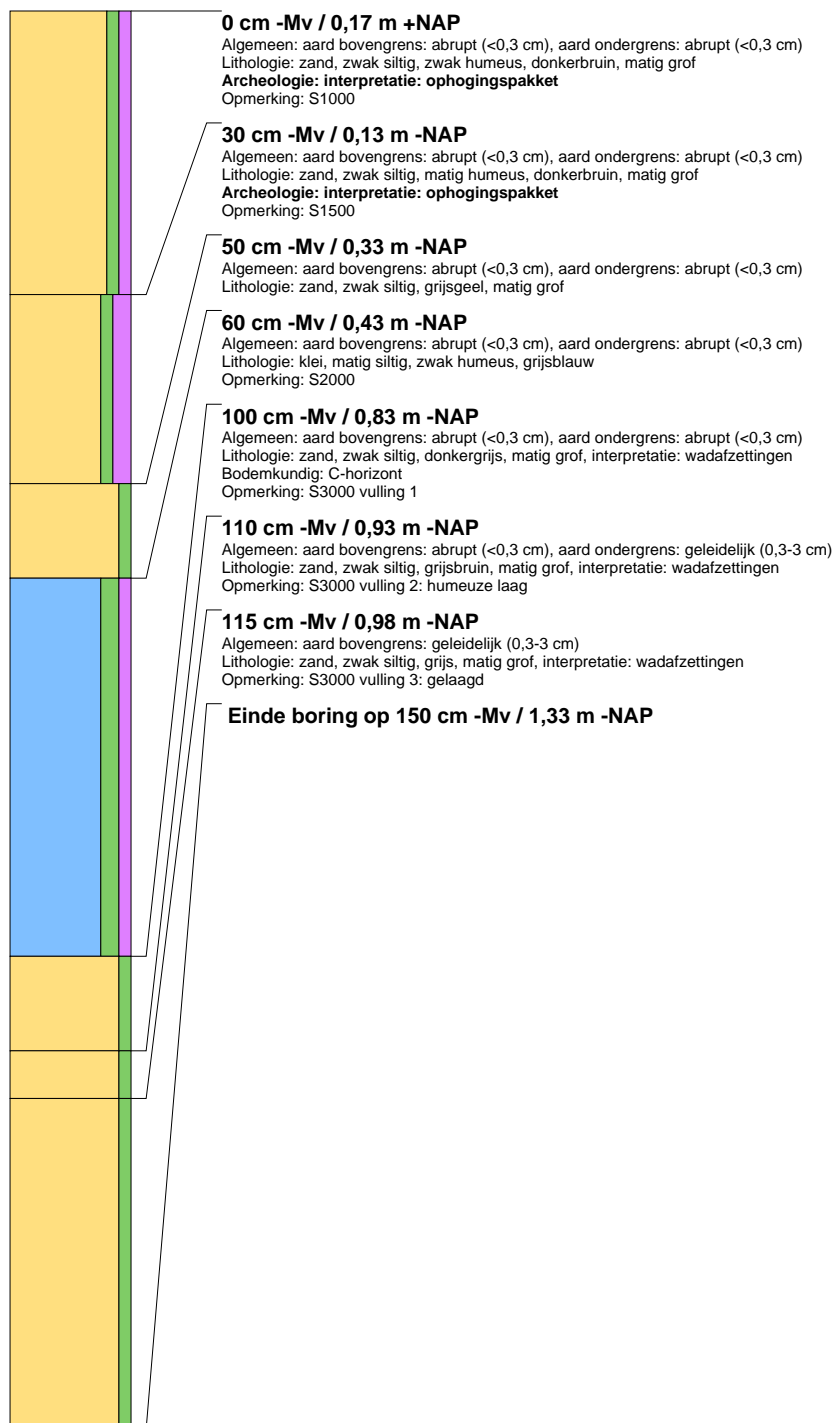 0 cm -Mv / 0,17 m +NAP
Algemeen: aard bovengrens: abrupt (<0,3 cm), aard ondergrens: abrupt (<0,3 cm)
Lithologie: zand, zwak siltig, zwak humeus, donkerbruin, matig grof
Archeologie: interpretatie: ophogingspakket
Opmerking: S1000
30 cm -Mv / 0,13 m -NAP
Algemeen: aard bovengrens: abrupt (<0,3 cm), aard ondergrens: abrupt (<0,3 cm)
Lithologie: zand, zwak siltig, matig humeus, donkerbruin, matig grof
Archeologie: interpretatie: ophogingspakket
Opmerking: S1500
50 cm -Mv / 0,33 m -NAP
Algemeen: aard bovengrens: abrupt (<0,3 cm), aard ondergrens: abrupt (<0,3 cm)
Lithologie: zand, zwak siltig, grijsgeel, matig grof
60 cm -Mv / 0,43 m -NAP
Algemeen: aard bovengrens: abrupt (<0,3 cm), aard ondergrens: abrupt (<0,3 cm)
Lithologie: klei, matig siltig, zwak humeus, grijsblauw
Opmerking: S2000
100 cm -Mv / 0,83 m -NAP
Algemeen: aard bovengrens: abrupt (<0,3 cm), aard ondergrens: abrupt (<0,3 cm)
Lithologie: zand, zwak siltig, donkergrijs, matig grof, interpretatie: wadafzettingen
Bodemkundig: C-horizont
Opmerking: S3000 vulling 1
110 cm -Mv / 0,93 m -NAP
Algemeen: aard bovengrens: abrupt (<0,3 cm), aard ondergrens: geleidelijk (0,3-3 cm)
Lithologie: zand, zwak siltig, grijsbruin, matig grof, interpretatie: wadafzettingen
Opmerking: S3000 vulling 2: humeuze laag
115 cm -Mv / 0,98 m -NAP
Algemeen: aard bovengrens: geleidelijk (0,3-3 cm)
Lithologie: zand, zwak siltig, grijs, matig grof, interpretatie: wadafzettingen
Opmerking: S3000 vulling 3: gelaagd
Einde boring op 150 cm -Mv / 1,33 m -NAP